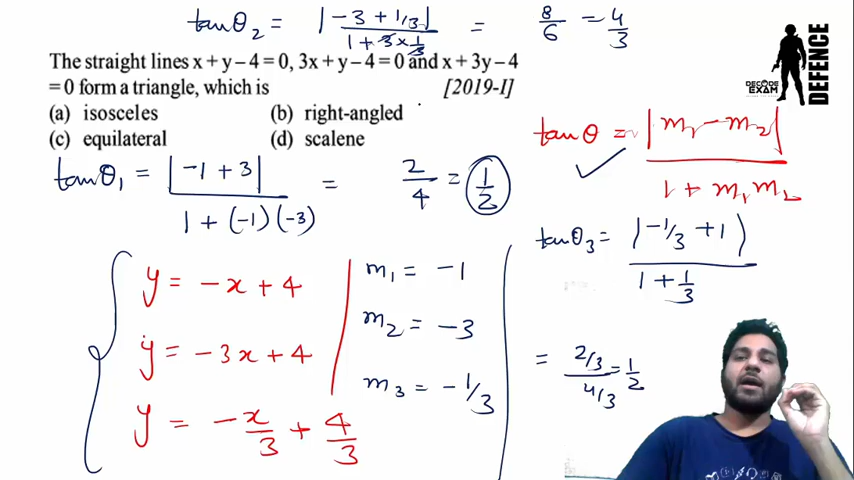 tanθ₂ = |-3 + 1/3| / 1 + 3 × 1/3 = 8/6 = 4/3
The straight lines x + y – 4 = 0, 3x + y – 4 = 0 and x + 3y – 4
= 0 form a triangle, which is [2019-I]
(a) isosceles (b) right-angled
(c) equilateral (d) scalene
DECODE
EXAM
DEFENCE
tanθ = |m₁ - m₂| / 1 + m₁m₂
tanθ₁ = |-1 + 3| / 1 + (-1)(-3) = 2/4 = 1/2
tanθ₃ = |-1/3 + 1| / 1 + 1/3
= 2/3 / 4/3 = 1/2
y = -x + 4
y = -3x + 4
y = -x/3 + 4/3
m₁ = -1
m₂ = -3
m₃ = -1/3